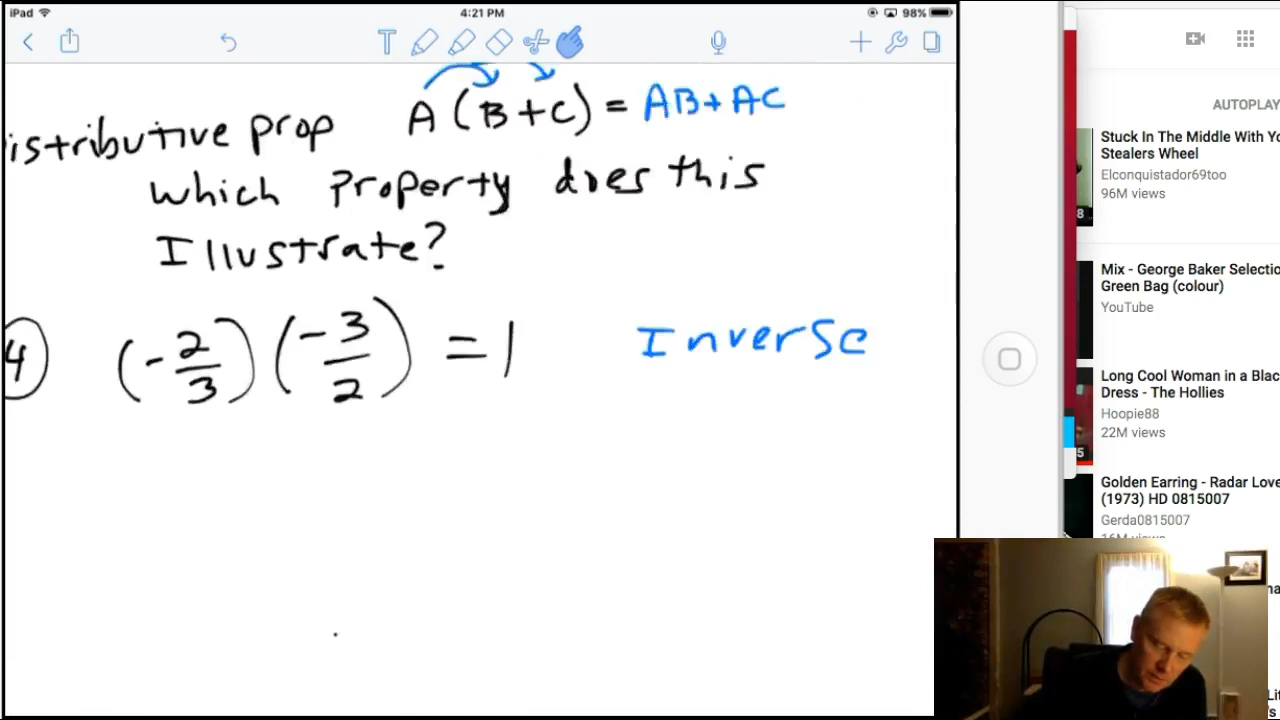 iPad
4:21 PM
98%
A (B+C) = AB+AC
istributive prop
which property does this
Illustrate?
4 (-2/3) (-3/2) = 1 Inverse
AUTOPLAY
Stuck In The Middle With Yo
Stealers Wheel
Elconquistador69too
96M views
8
Mix - George Baker Selectio
Green Bag (colour)
YouTube
Long Cool Woman in a Blac
Dress - The Hollies
Hoopie88
22M views
5
Golden Earring - Radar Love
(1973) HD 0815007
Gerda0815007